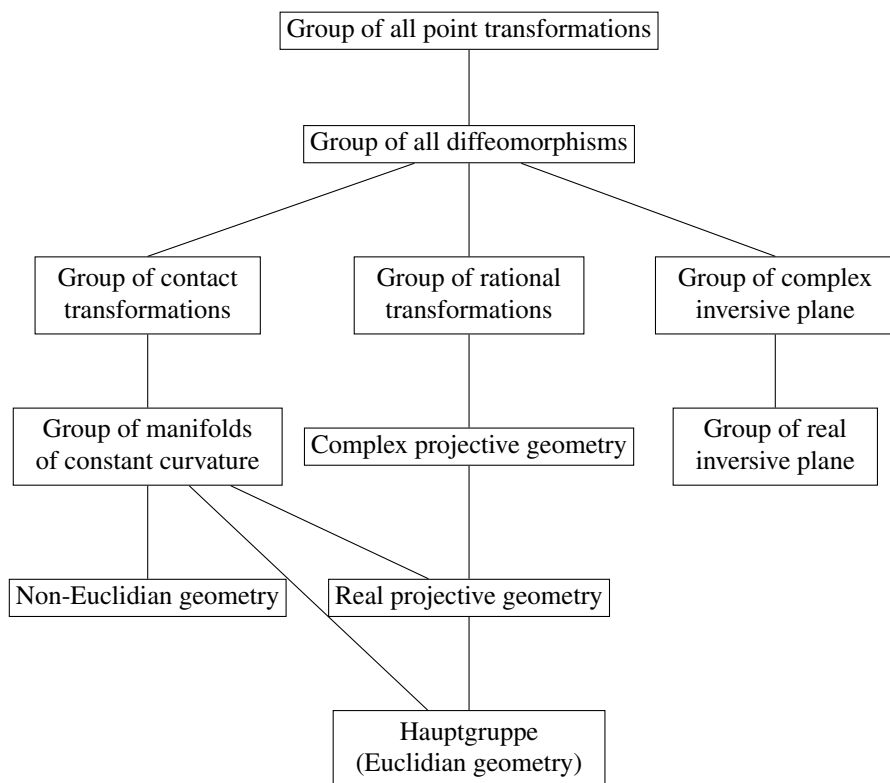 Group of all point transformations
Group of all diffeomorphisms
Group of contact
transformations
Group of rational
transformations
Group of complex
inversive plane
Group of manifolds
of constant curvature
Complex projective geometry
Group of real
inversive plane
Non-Euclidian geometry
Real projective geometry
Hauptgruppe
(Euclidian geometry)